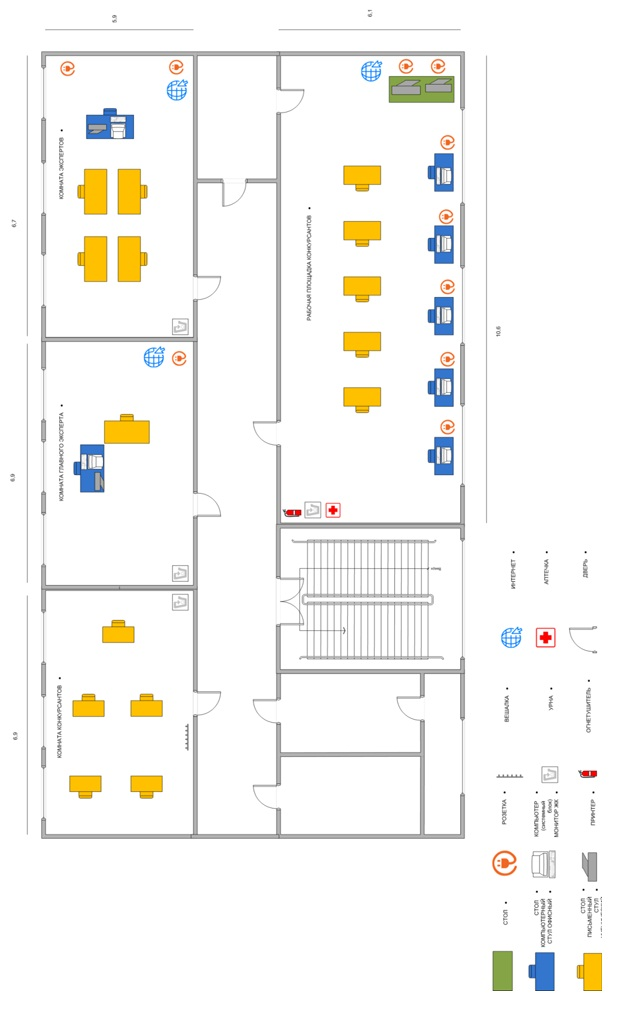 5,9
6,1
6,7
6,9
6,9
10,6
КОМНАТА ЭКСПЕРТОВ •
КОМНАТА ГЛАВНОГО ЭКСПЕРТА •
КОМНАТА КОНКУРСАНТОВ •
РАБОЧАЯ ПЛОЩАДКА КОНКУРСАНТОВ •
СТОЛ •
РОЗЕТКА •
ВЕШАЛКА •
ИНТЕРНЕТ •
СТОЛ •
КОМПЬЮТЕРНЫЙ
СТУЛ ОФИСНЫЙ
КОМПЬЮТЕР •
(системный
блок)
МОНИТОР ЖК •
УРНА •
АПТЕЧКА •
СТОЛ •
ПИСЬМЕННЫЙ
СТУЛ •
ПРИНТЕР •
ОГНЕТУШИТЕЛЬ •
ДВЕРЬ •